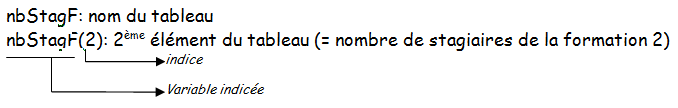 nbStagF: nom du tableau
nbStagF(2): 2ème élément du tableau (= nombre de stagiaires de la formation 2)
indice
Variable indicée